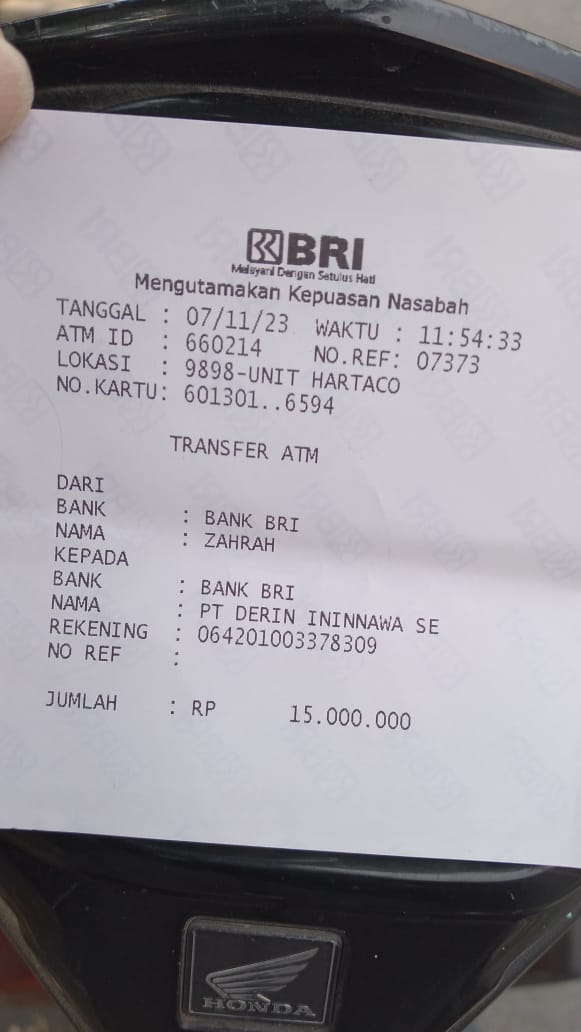 BRI
Melayani Dengan Setulus Hati
Mengutamakan Kepuasan Nasabah
TANGGAL : 07/11/23 WAKTU : 11:54:33
ATM ID : 660214 NO.REF: 07373
LOKASI : 9898-UNIT HARTACO
NO.KARTU: 601301..6594
TRANSFER ATM
DARI
BANK : BANK BRI
NAMA : ZAHRAH
KEPADA
BANK : BANK BRI
NAMA : PT DERIN ININNAWA SE
REKENING : 064201003378309
NO REF :
JUMLAH : RP 15.000.000
HONDA